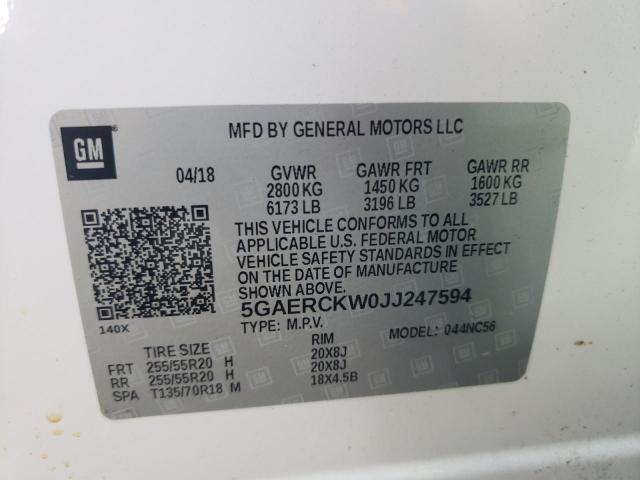 GM
MFD BY GENERAL MOTORS LLC
04/18 GVWR GAWR FRT GAWR RR
2800 KG 1450 KG 1600 KG
6173 LB 3196 LB 3527 LB
THIS VEHICLE CONFORMS TO ALL
APPLICABLE U.S. FEDERAL MOTOR
VEHICLE SAFETY STANDARDS IN EFFECT
ON THE DATE OF MANUFACTURE
SHOWN ABOVE.
5GAERCKW0JJ247594
140X
TYPE: M.P.V. MODEL: 044NC56
TIRE SIZE RIM
FRT 255/55R20 H 20X8J
RR 255/55R20 H 20X8J
SPA T135/70R18 M 18X4.5B